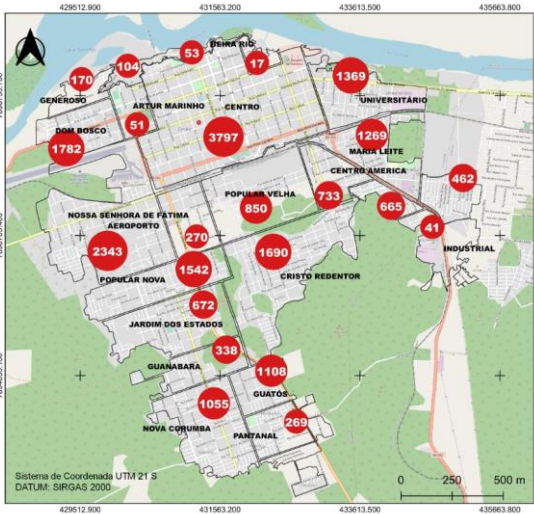 429512.900 431563.200 433613.500 435663.800
BEIRA RIO
53
17
104
170
1369
GENEROSO
ARTUR MARINHO
CENTRO
UNIVERSITÁRIO
DOM BOSCO
51
3797
1269
1782
MARIA LEITE
CENTRO AMERICA
462
POPULAR VELHA
733
850
665
NOSSA SENHORA DE FÁTIMA
AEROPORTO
270
41
2343
1690
INDUSTRIAL
1542
POPULAR NOVA
CRISTO REDENTOR
672
JARDIM DOS ESTADOS
338
GUANABARA
1108
GUATÓS
1055
269
NOVA CORUMBA
PANTANAL
Sistema de Coordenada UTM 21 S
DATUM: SIRGAS 2000
0 250 500 m
429512.900 431563.200 433613.500 435663.800